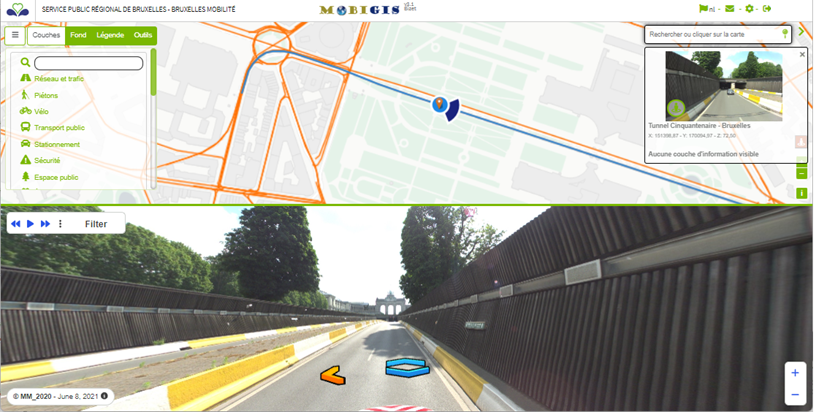 SERVICE PUBLIC RÉGIONAL DE BRUXELLES - BRUXELLES MOBILITÉ
MOBIGIS
nl
Couches Fond Légende Outils
Rechercher ou cliquer sur la carte
Réseau et trafic
Piétons
Vélo
Transport public
Stationnement
Sécurité
Espace public
Tunnel Cinquantenaire - Bruxelles
Aucune couche d'information visible
Filter
© MM_2020 - June 8, 2021